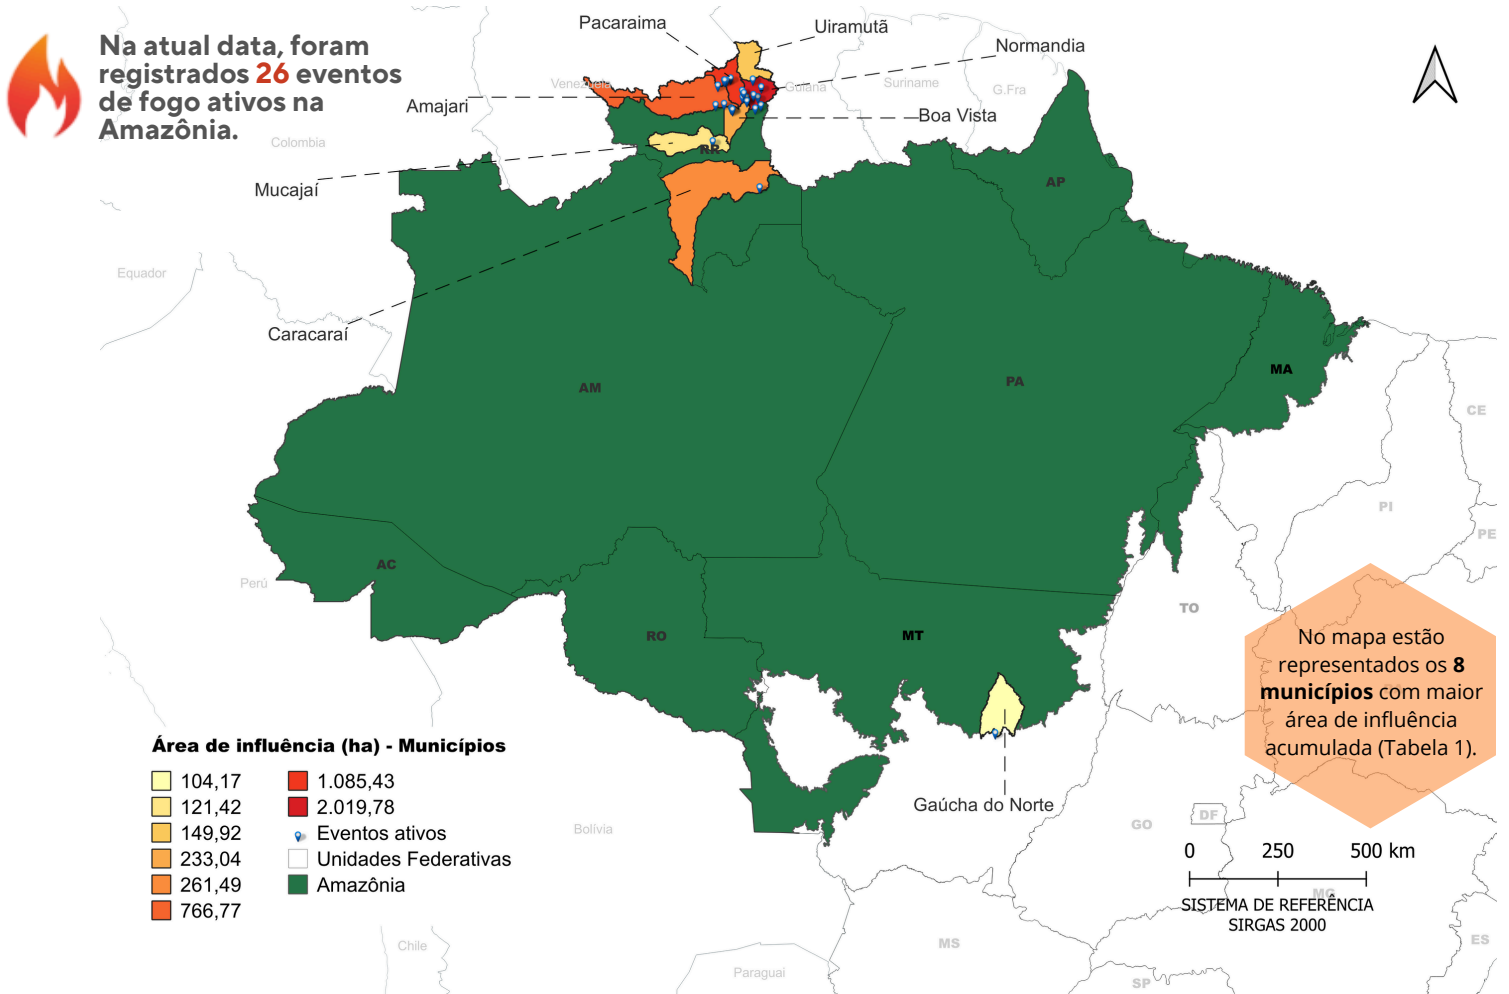 Na atual data, foram
registrados 26 eventos
de fogo ativos na
Amazônia.
Pacaraima
Uiramutã
Normandia
Venezuela
Guiana
Suriname
G.Fra
Amajari
Boa Vista
Colombia
RR
Mucajaí
AP
Equador
Caracaraí
AM
PA
MA
CE
PI
PE
AC
Perú
TO
RO
MT
No mapa estão
representados os 8
municípios com maior
área de influência
acumulada (Tabela 1).
Área de influência (ha) - Municípios
104,17
121,42
149,92
233,04
261,49
766,77
1.085,43
2.019,78
Eventos ativos
Unidades Federativas
Amazônia
Gaúcha do Norte
Bolívia
GO
DF
0 250 500 km
MG
SISTEMA DE REFERÊNCIA
SIRGAS 2000
Chile
MS
ES
Paraguai
SP